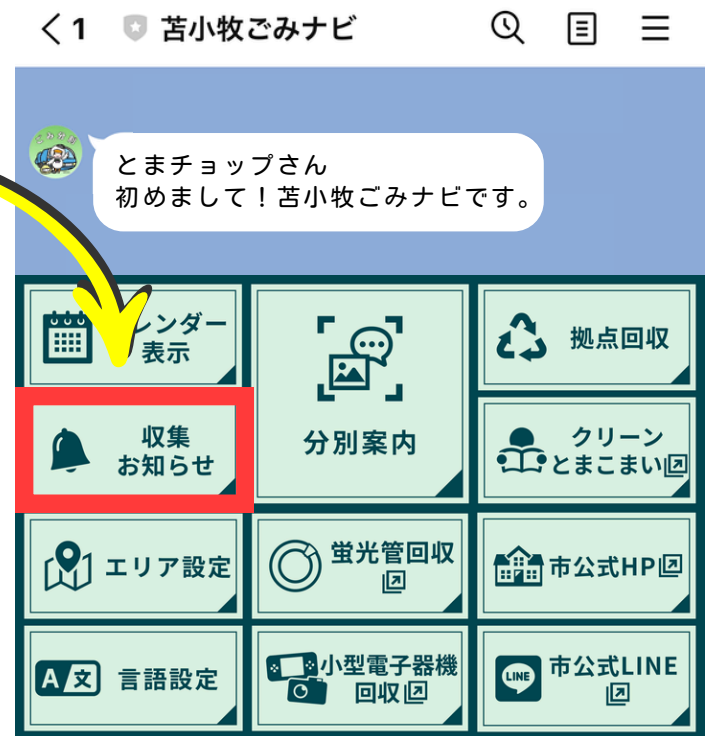 1 苫小牧ごみナビ
とまチョップさん
初めまして!苫小牧ごみナビです。
レンダー
表示
分別案内
拠点回収
収集
お知らせ
クリーン
とまこまい
エリア設定
蛍光管回収
市公式HP
A文 言語設定
小型電子器機
回収
LINE
市公式LINE